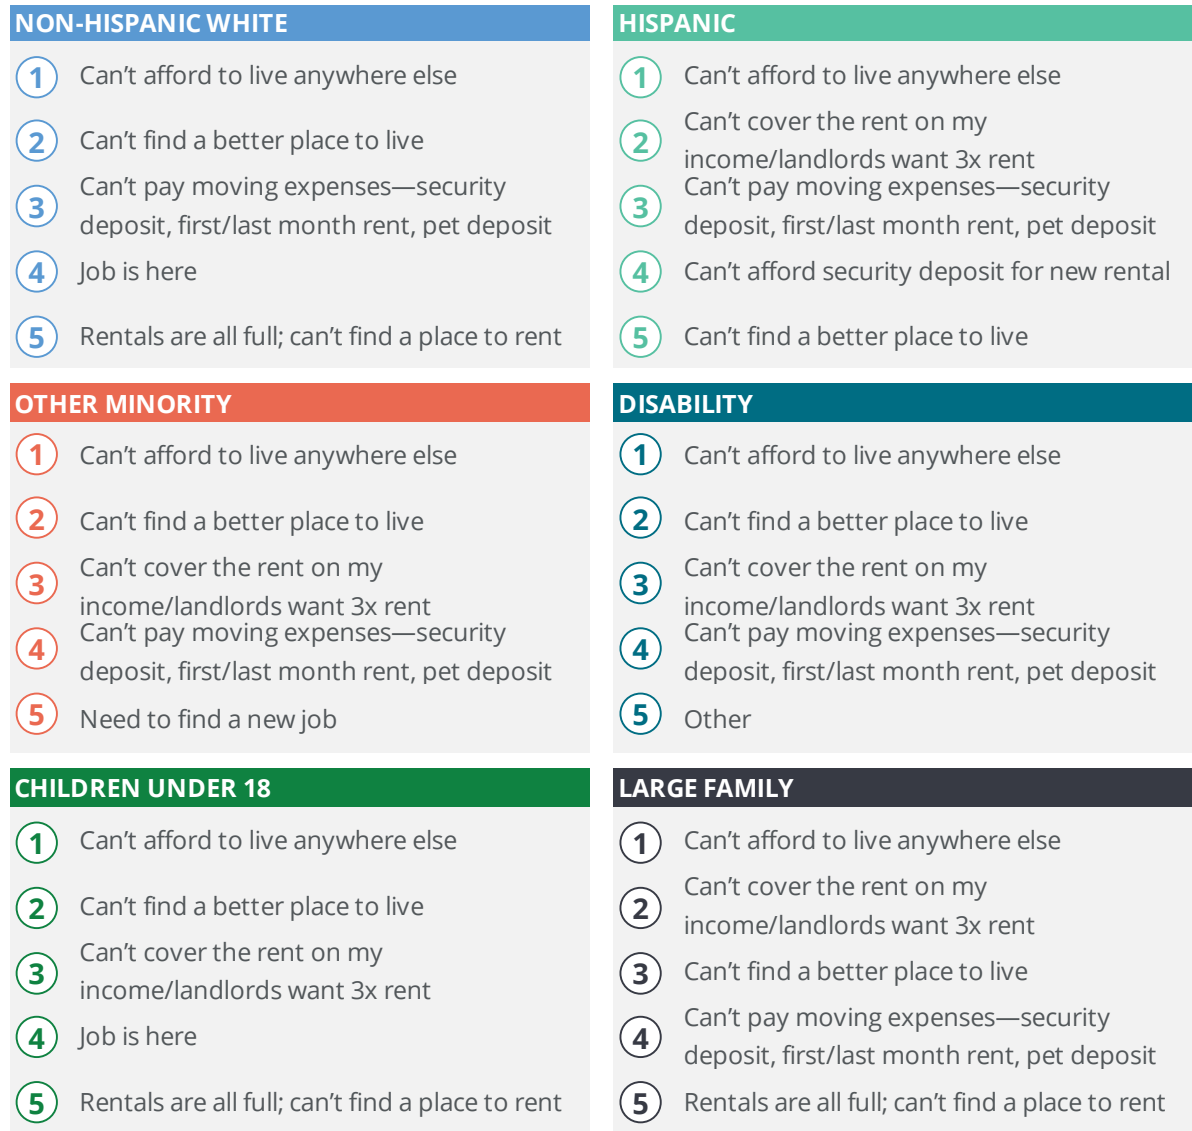 NON-HISPANIC WHITE
1 Can’t afford to live anywhere else
2 Can’t find a better place to live
3 Can’t pay moving expenses—security
deposit, first/last month rent, pet deposit
4 Job is here
5 Rentals are all full; can’t find a place to rent
HISPANIC
1 Can’t afford to live anywhere else
2 Can’t cover the rent on my
income/landlords want 3x rent
3 Can’t pay moving expenses—security
deposit, first/last month rent, pet deposit
4 Can’t afford security deposit for new rental
5 Can’t find a better place to live
OTHER MINORITY
1 Can’t afford to live anywhere else
2 Can’t find a better place to live
3 Can’t cover the rent on my
income/landlords want 3x rent
4 Can’t pay moving expenses—security
deposit, first/last month rent, pet deposit
5 Need to find a new job
DISABILITY
1 Can’t afford to live anywhere else
2 Can’t find a better place to live
3 Can’t cover the rent on my
income/landlords want 3x rent
4 Can’t pay moving expenses—security
deposit, first/last month rent, pet deposit
5 Other
CHILDREN UNDER 18
1 Can’t afford to live anywhere else
2 Can’t find a better place to live
3 Can’t cover the rent on my
income/landlords want 3x rent
4 Job is here
5 Rentals are all full; can’t find a place to rent
LARGE FAMILY
1 Can’t afford to live anywhere else
2 Can’t cover the rent on my
income/landlords want 3x rent
3 Can’t find a better place to live
4 Can’t pay moving expenses—security
deposit, first/last month rent, pet deposit
5 Rentals are all full; can’t find a place to rent